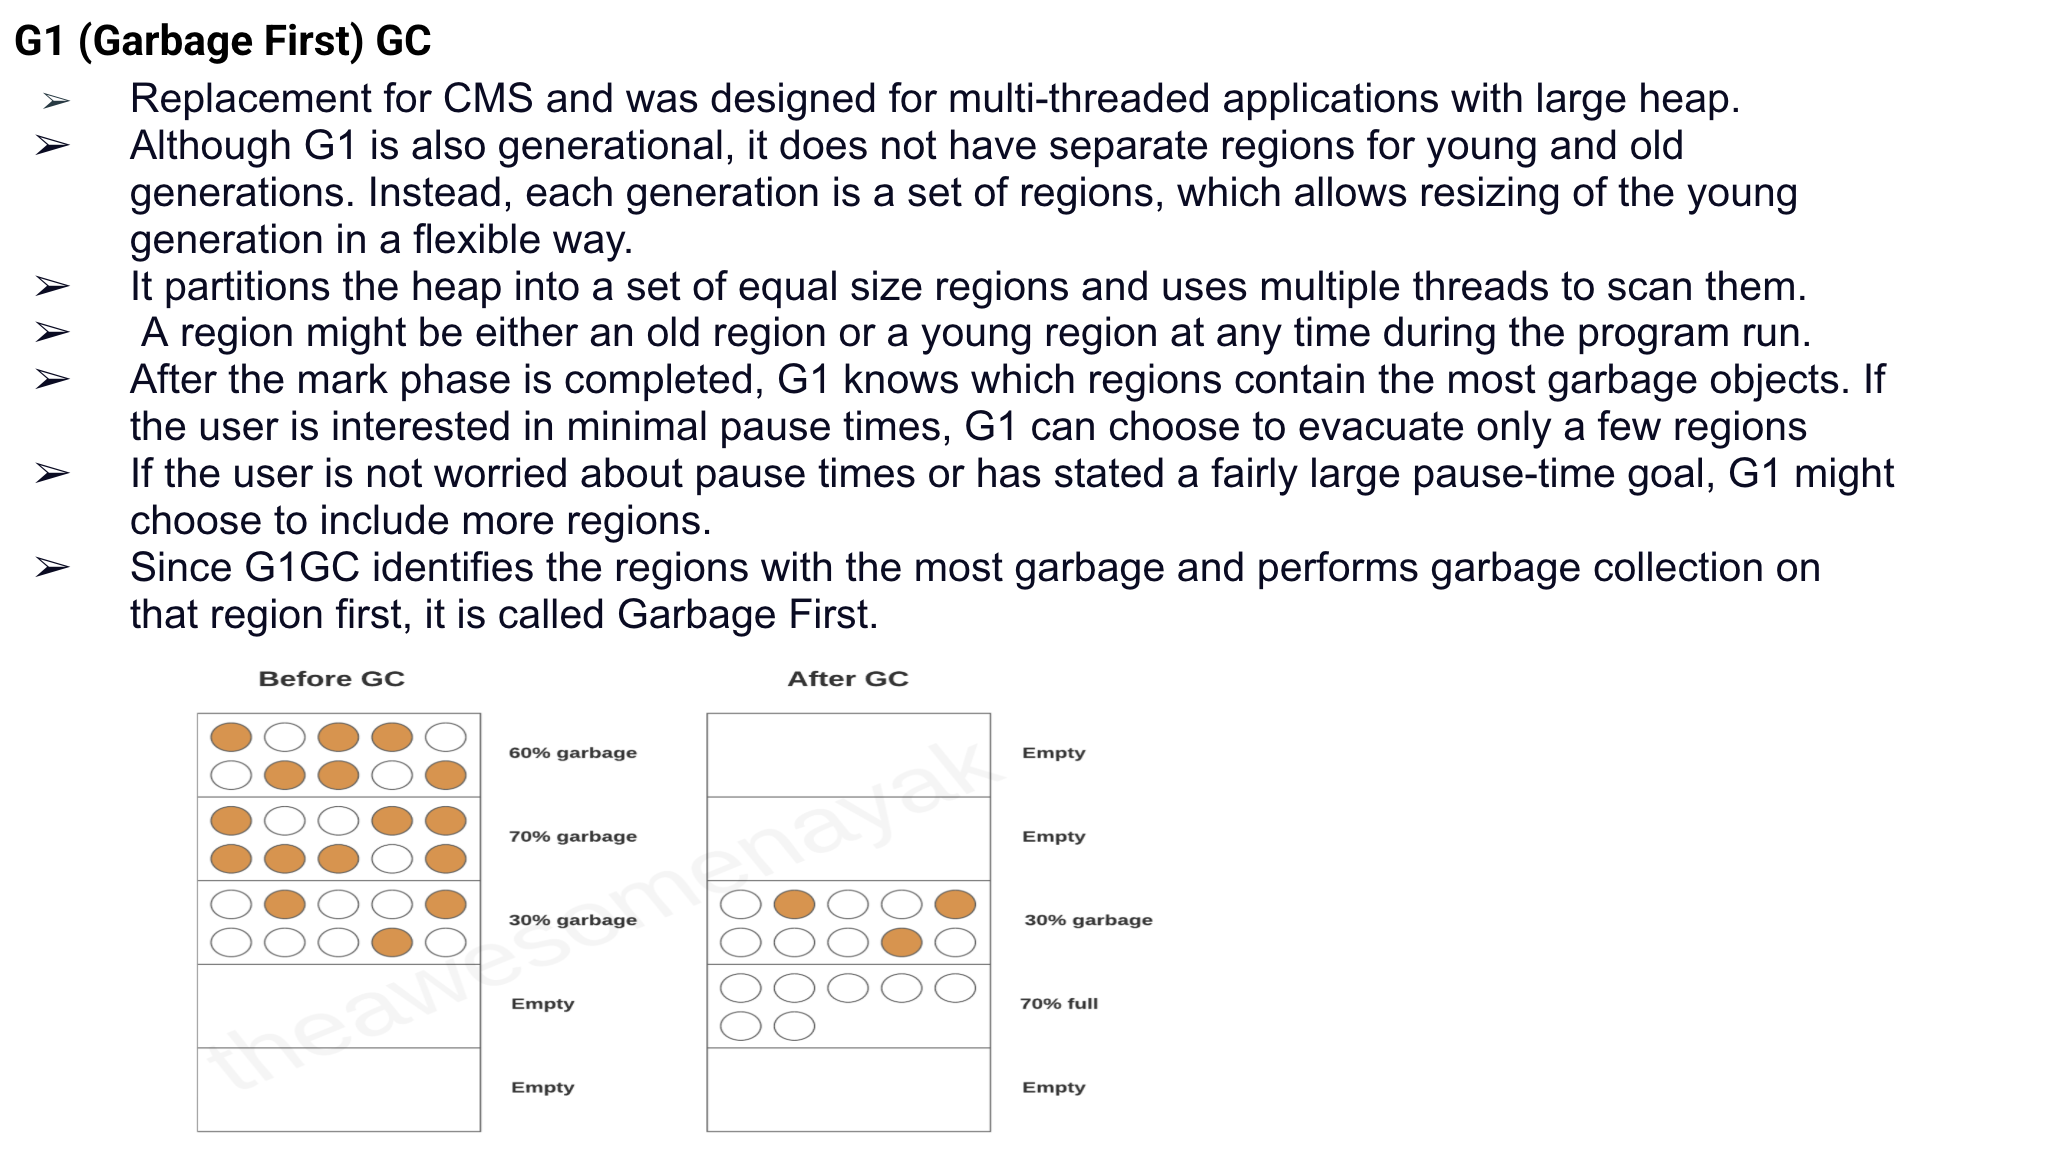 G1 (Garbage First) GC
➢ Replacement for CMS and was designed for multi-threaded applications with large heap.
➢ Although G1 is also generational, it does not have separate regions for young and old
generations. Instead, each generation is a set of regions, which allows resizing of the young
generation in a flexible way.
➢ It partitions the heap into a set of equal size regions and uses multiple threads to scan them.
➢ A region might be either an old region or a young region at any time during the program run.
➢ After the mark phase is completed, G1 knows which regions contain the most garbage objects. If
the user is interested in minimal pause times, G1 can choose to evacuate only a few regions
➢ If the user is not worried about pause times or has stated a fairly large pause-time goal, G1 might
choose to include more regions.
➢ Since G1GC identifies the regions with the most garbage and performs garbage collection on
that region first, it is called Garbage First.
Before GC
60% garbage
70% garbage
30% garbage
Empty
Empty
After GC
Empty
Empty
30% garbage
70% full
Empty
theawesomenayak